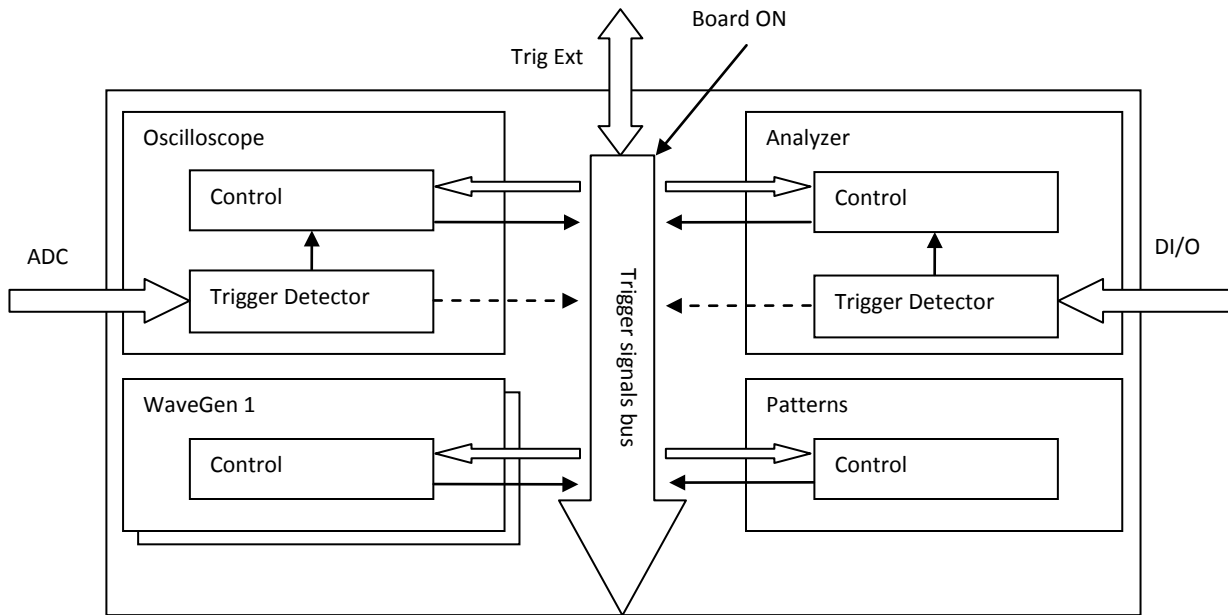 Board ON
Trig Ext
Oscilloscope
Control
Trigger Detector
ADC
WaveGen 1
Control
Trigger signals bus
Analyzer
Control
Trigger Detector
DI/O
Patterns
Control